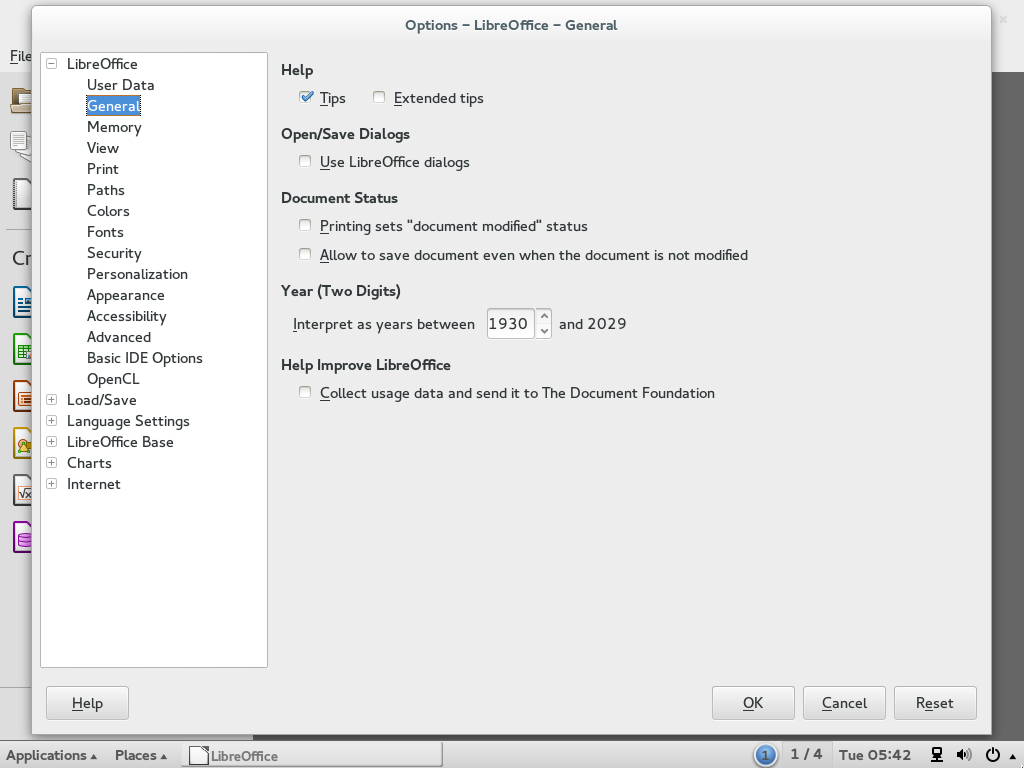 Options – LibreOffice – General
File
LibreOffice
User Data
General
Memory
View
Print
Paths
Colors
Fonts
Security
Personalization
Appearance
Accessibility
Advanced
Basic IDE Options
OpenCL
Load/Save
Language Settings
LibreOffice Base
Charts
Internet
Help
Tips Extended tips
Open/Save Dialogs
Use LibreOffice dialogs
Document Status
Printing sets "document modified" status
Allow to save document even when the document is not modified
Year (Two Digits)
Interpret as years between 1930 and 2029
Help Improve LibreOffice
Collect usage data and send it to The Document Foundation
Cr
Help OK Cancel Reset
Applications Places LibreOffice 1 1 / 4 Tue 05:42